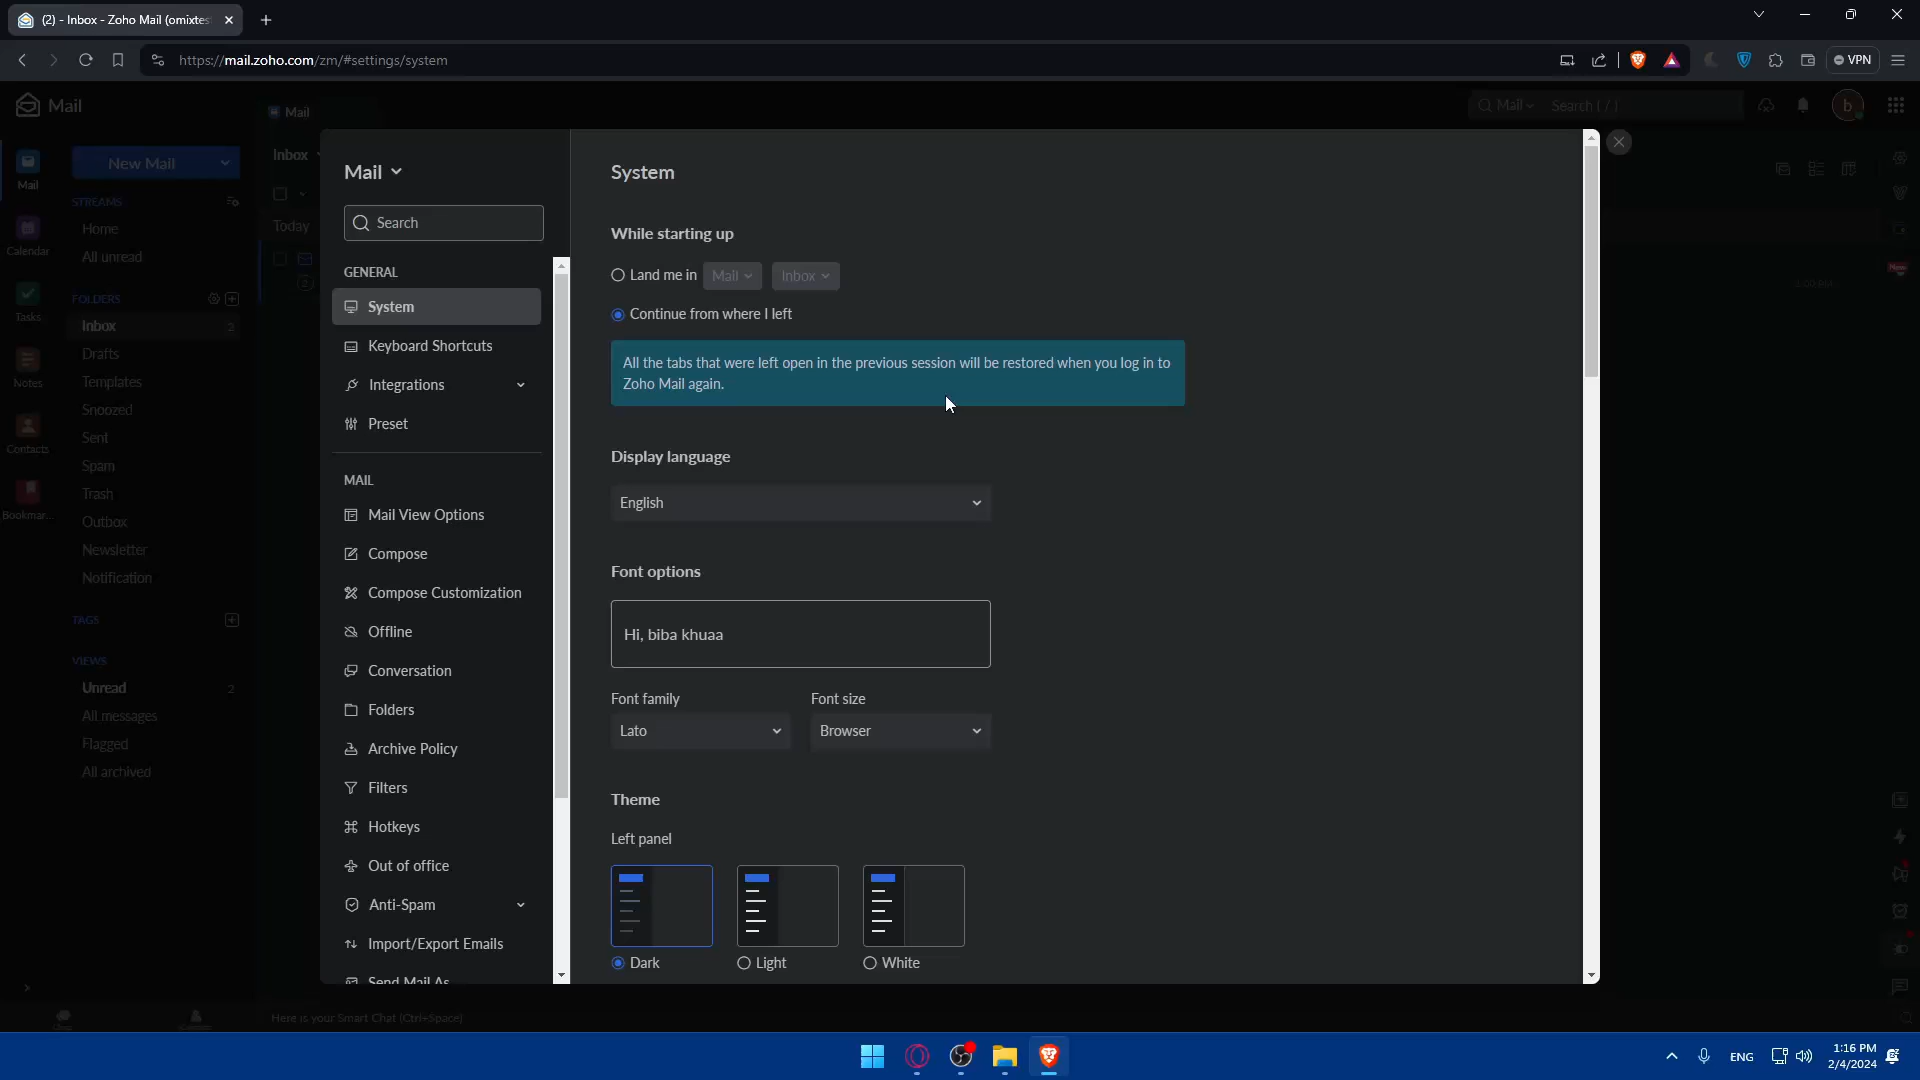 (2) - Inbox - Zoho Mail (omixtes
https://mail.zoho.com/zm/#settings/system
VPN
Mail
Mail
Mail
Search ( / )
b
New Mail
Inbox
Mail
STREAMS
Home
All unread
Calendar
Today
FOLDERS
Tasks
Inbox
2
Drafts
Templates
Notes
Snoozed
Sent
Contacts
Spam
Trash
Bookmar...
Outbox
Newsletter
Notification
TAGS
VIEWS
Unread
2
All messages
Flagged
All archived
Here is your Smart Chat (Ctrl+Space)
Mail
Search
GENERAL
System
Keyboard Shortcuts
Integrations
Preset
MAIL
Mail View Options
Compose
Compose Customization
Offline
Conversation
Folders
Archive Policy
Filters
Hotkeys
Out of office
Anti-Spam
Import/Export Emails
Send Mail As
System
While starting up
Land me in Mail Inbox
Continue from where I left
All the tabs that were left open in the previous session will be restored when you log in to
Zoho Mail again.
Display language
English
Font options
Hi, biba khuaa
Font family Font size
Lato Browser
Theme
Left panel
Dark Light White
ENG
1:16 PM
2/4/2024